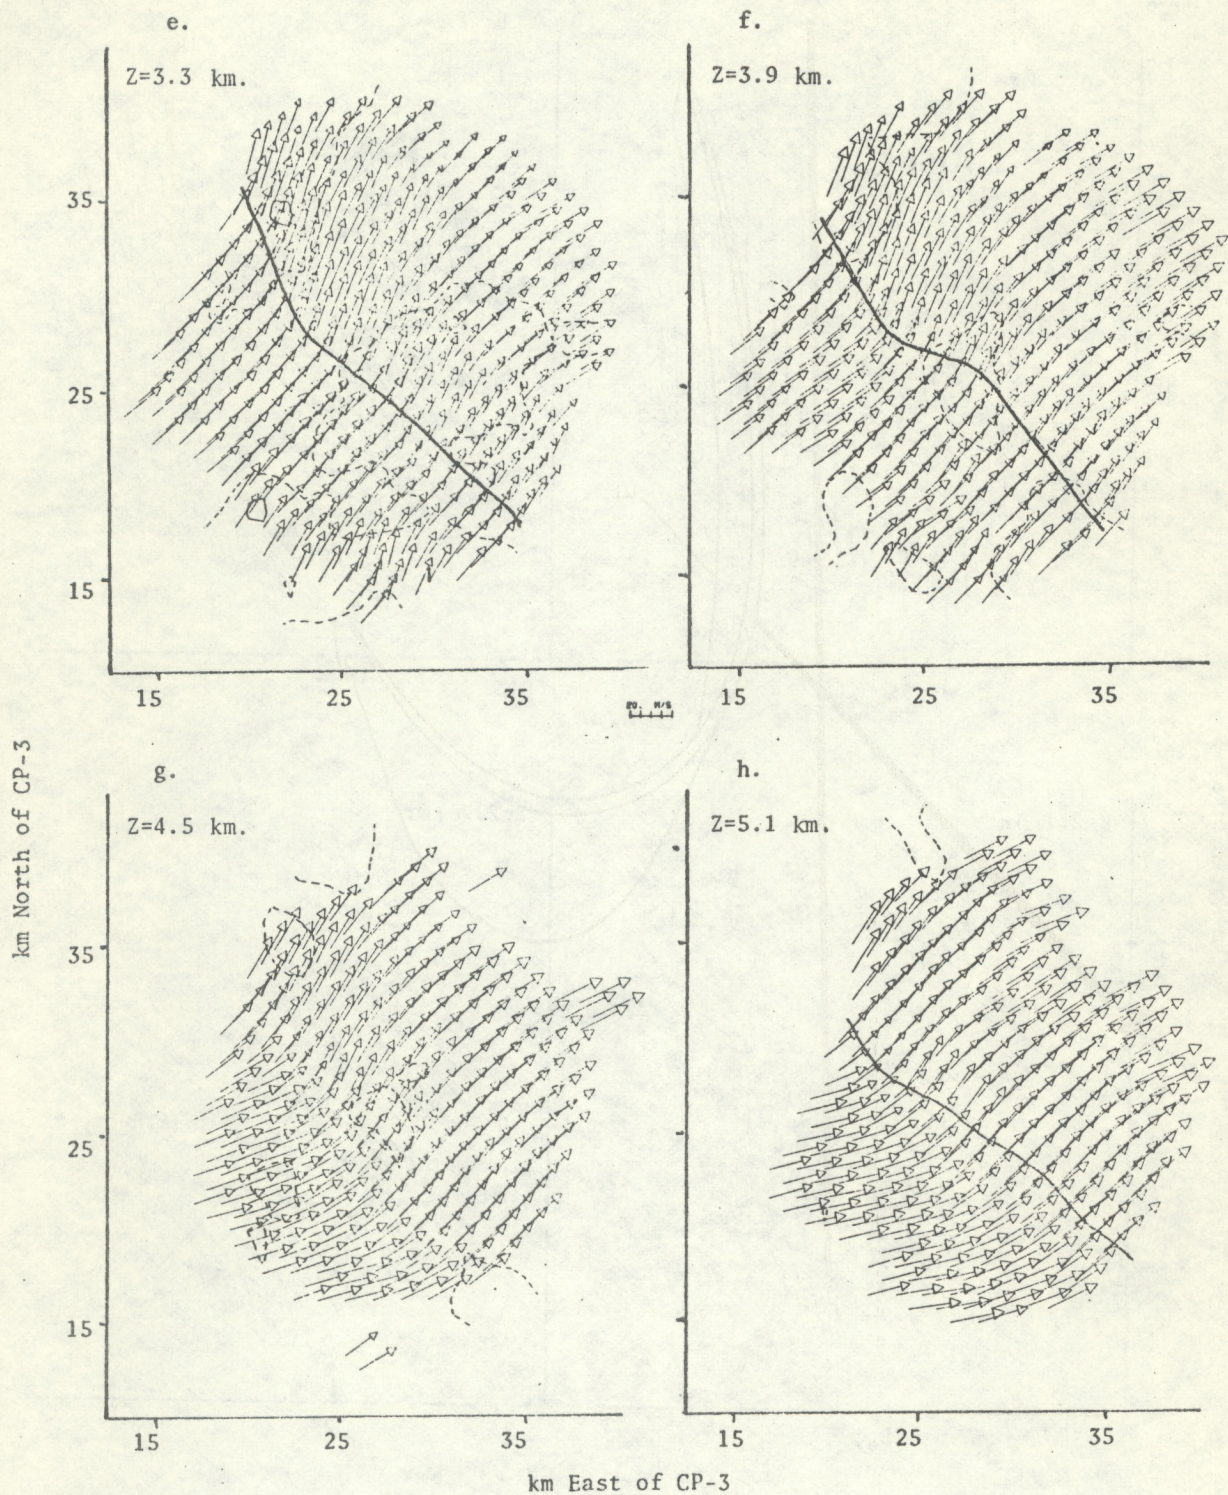 e.
Z=3.3 km.
35
25
15
15 25 35
f.
Z=3.9 km.
15 25 35
20. M/S
g.
Z=4.5 km.
35
25
15
15 25 35
h.
Z=5.1 km.
15 25 35
km North of CP-3
km East of CP-3